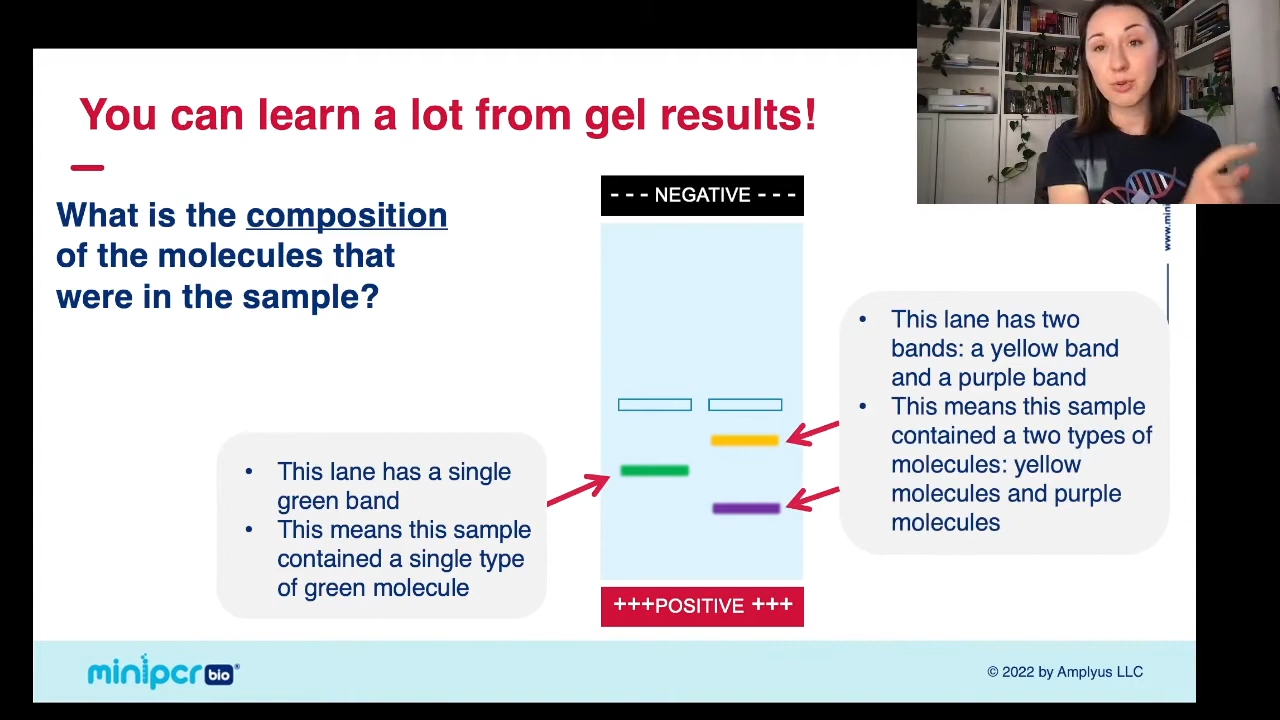 You can learn a lot from gel results!
What is the composition
of the molecules that
were in the sample?
- - - NEGATIVE - - -
• This lane has two
bands: a yellow band
and a purple band
• This means this sample
contained a two types of
molecules: yellow
molecules and purple
molecules
• This lane has a single
green band
• This means this sample
contained a single type
of green molecule
+++POSITIVE +++
minipcr bio®
© 2022 by Amplyus LLC